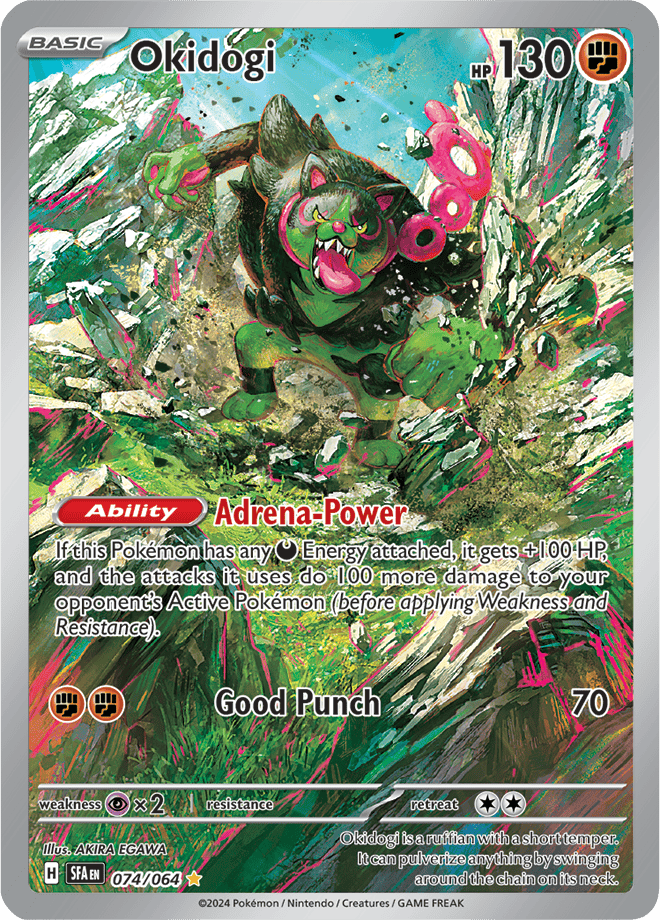 BASIC Okidogi HP 130
Ability Adrena-Power
If this Pokémon has any Energy attached, it gets +100 HP,
and the attacks it uses do 100 more damage to your
opponent's Active Pokémon (before applying Weakness and
Resistance).
Good Punch 70
weakness ×2 resistance retreat
Illus. AKIRA EGAWA
Okidogi is a ruffian with a short temper.
It can pulverize anything by swinging
around the chain on its neck.
H SFA EN 074/064
©2024 Pokémon / Nintendo / Creatures / GAME FREAK